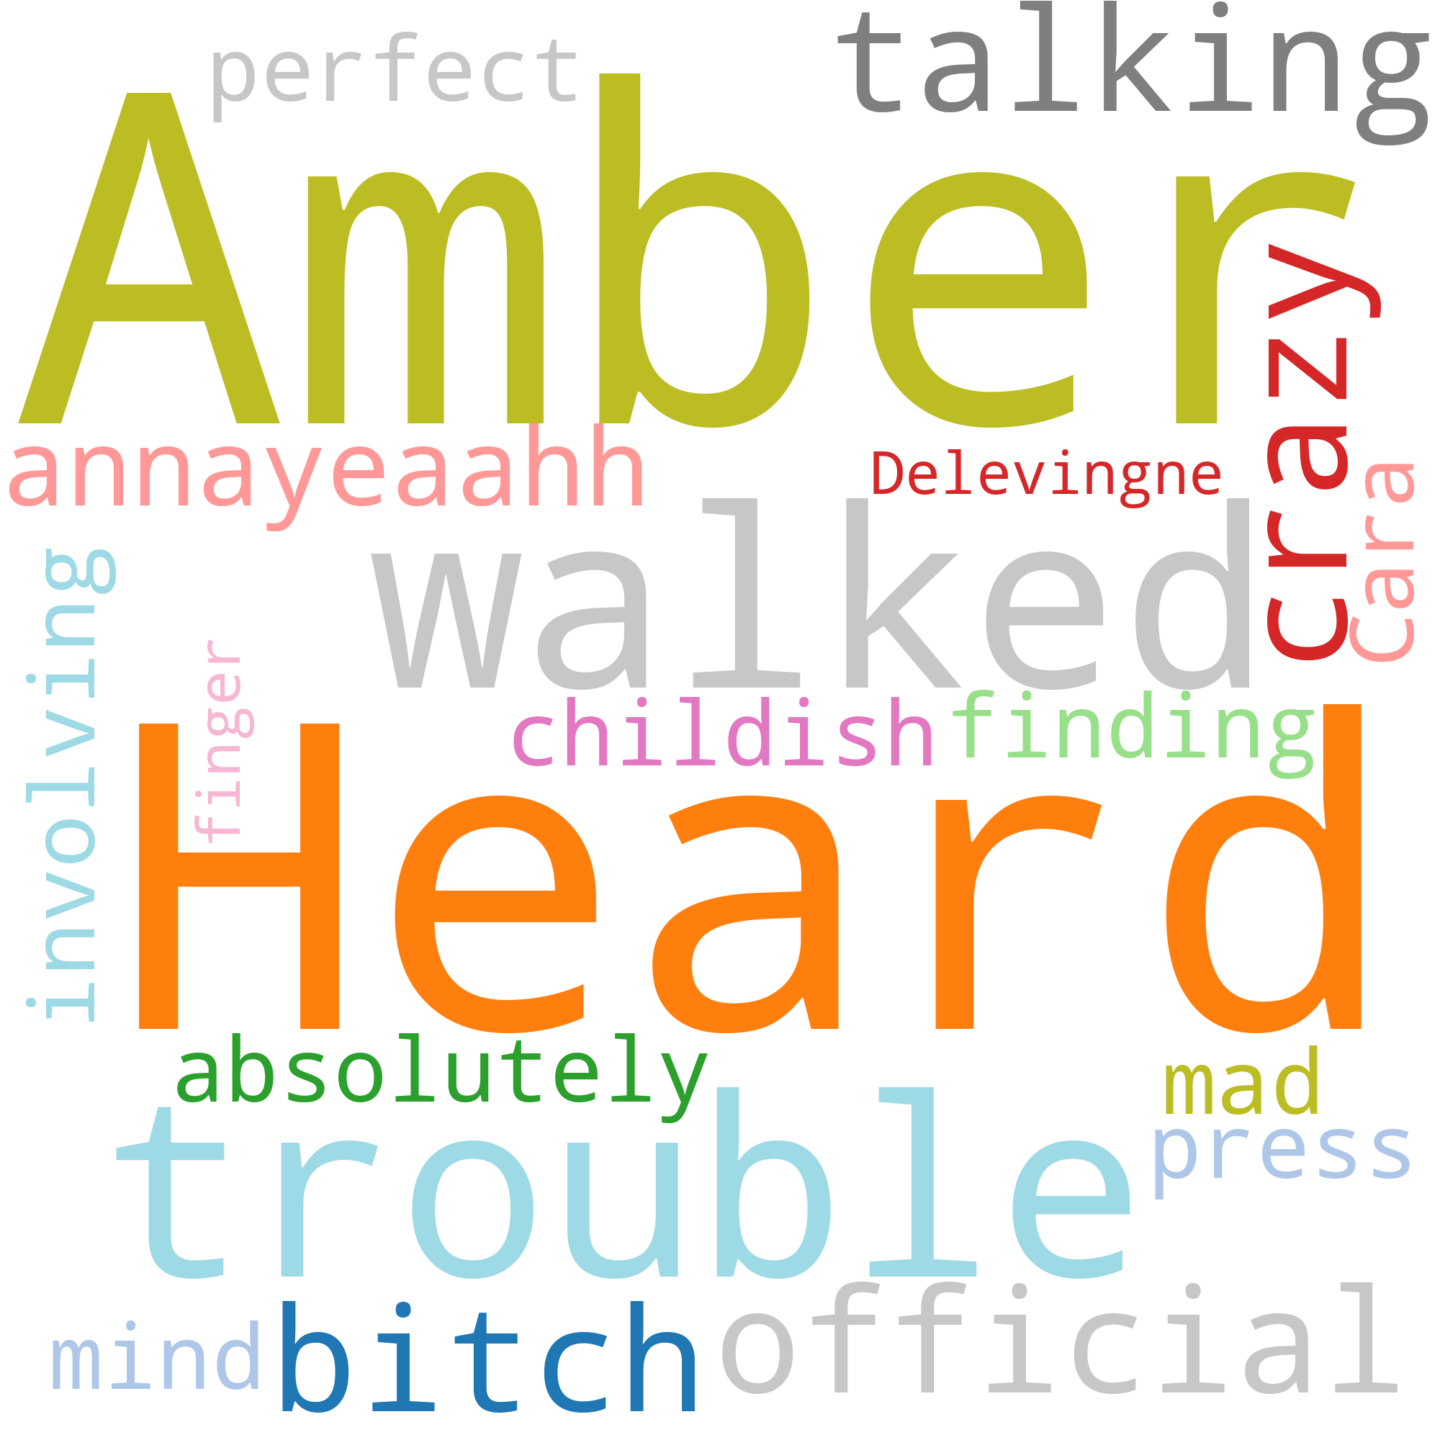 perfect
talking
Amber
crazy
annayeaahh
Delevingne
Cara
walked
involving
finger
childish
finding
Heard
absolutely
mad
trouble
press
mind
bitch
official